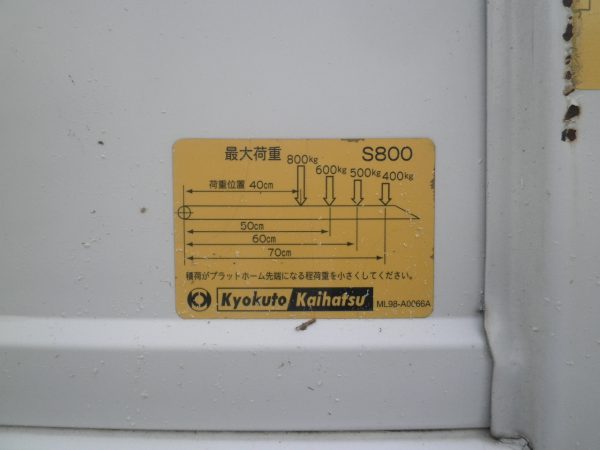 最大荷重 S800
800kg
600kg 500kg 400kg
荷重位置 40cm
50cm
60cm
70cm
積荷がプラットホーム先端になる程荷重を小さくしてください。
Kyokuto Kaihatsu ML98-A0066A